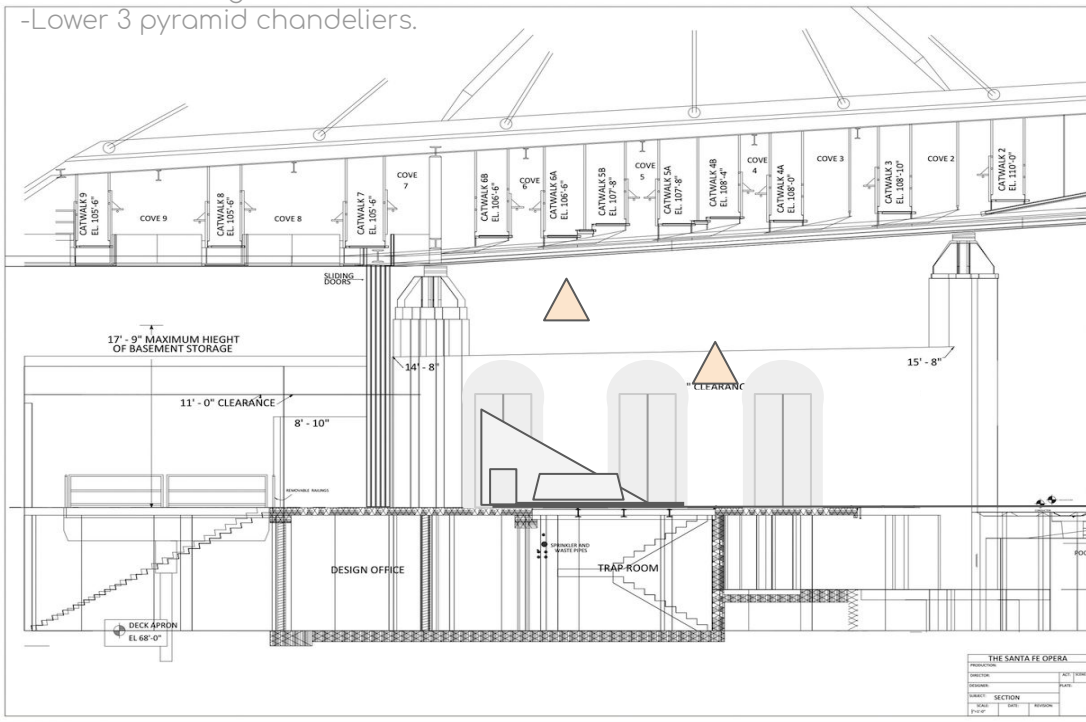 -Lower 3 pyramid chandeliers.
CATWALK 9
EL. 105'-6"
COVE 9
CATWALK 8
EL. 105'-6"
COVE 8
CATWALK 7
EL. 105'-6"
COVE
7
CATWALK 6B
EL. 106'-6"
COVE
6
CATWALK 6A
EL. 106'-6"
CATWALK 5B
EL. 107'-8"
COVE
5
CATWALK 5A
EL. 107'-8"
CATWALK 4B
EL. 108'-4"
COVE
4
CATWALK 4A
EL. 108'-0"
COVE 3
CATWALK 3
EL. 108'-10"
COVE 2
CATWALK 2
EL. 110'-0"
SLIDING
DOORS
17' - 9" MAXIMUM HIEGHT
OF BASEMENT STORAGE
14' - 8"
15' - 8"
" CLEARANC
11' - 0" CLEARANCE
8' - 10"
REMOVABLE RAILINGS
SPRINKLER AND
WASTE PIPES
DESIGN OFFICE
TRAP ROOM
DECK APRON
EL 68'-0"
THE SANTA FE OPERA
PRODUCTION:
DIRECTOR:
ACT:
DESIGNER:
PLATE:
SUBJECT: SECTION
SCALE:
DATE:
REVISION: